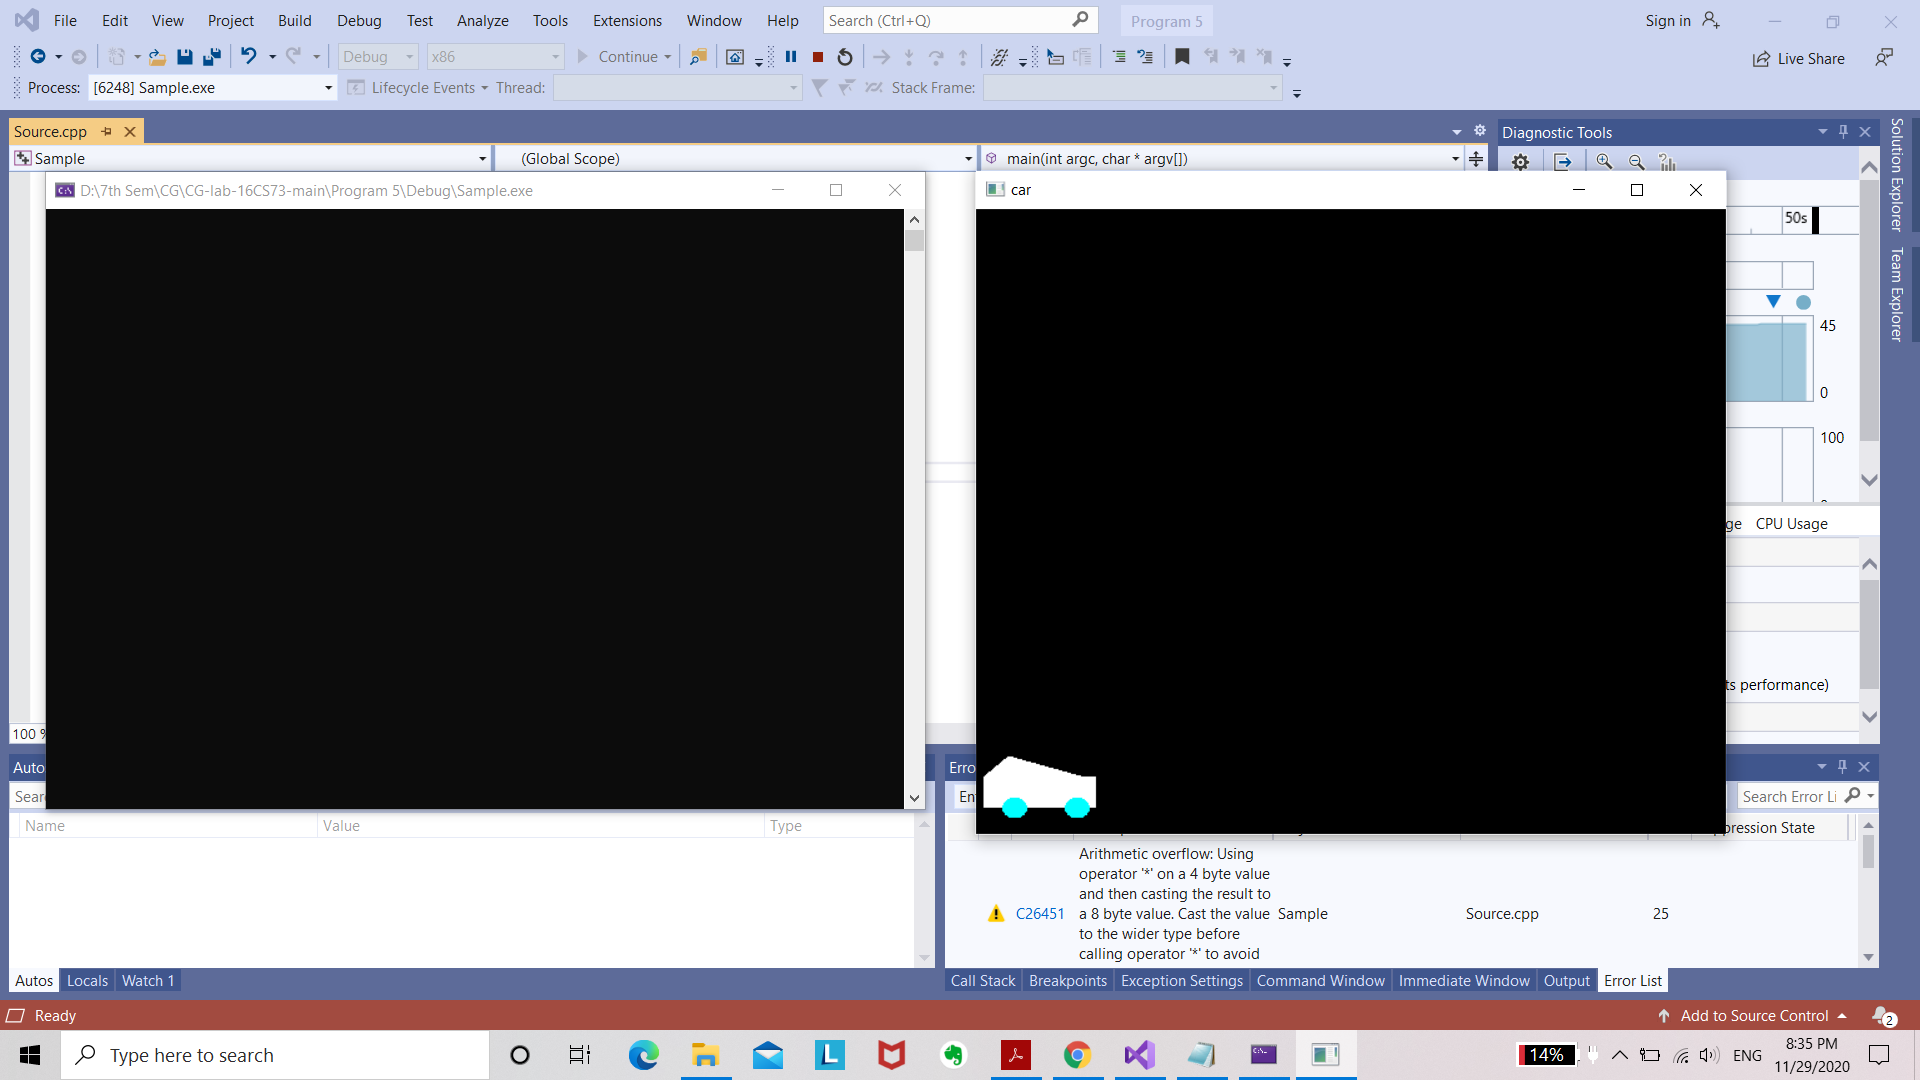 File Edit View Project Build Debug Test Analyze Tools Extensions Window Help Search (Ctrl+Q) Program 5 Sign in
Debug x86 Continue Live Share
Process: [6248] Sample.exe Lifecycle Events Thread: Stack Frame:
Source.cpp
Diagnostic Tools
Sample (Global Scope) main(int argc, char * argv[])
D:\7th Sem\CG\CG-lab-16CS73-main\Program 5\Debug\Sample.exe
car
50s
45
0
100
ge CPU Usage
ts performance)
Solution Explorer
Team Explorer
100 %
Auto
Sear
Name Value Type
Erro
En
Search Error Li
pression State
C26451
Arithmetic overflow: Using
operator '*' on a 4 byte value
and then casting the result to
a 8 byte value. Cast the value
to the wider type before
calling operator '*' to avoid
Sample Source.cpp 25
Autos Locals Watch 1
Call Stack Breakpoints Exception Settings Command Window Immediate Window Output Error List
Ready Add to Source Control 2
Type here to search
14% ENG
8:35 PM
11/29/2020